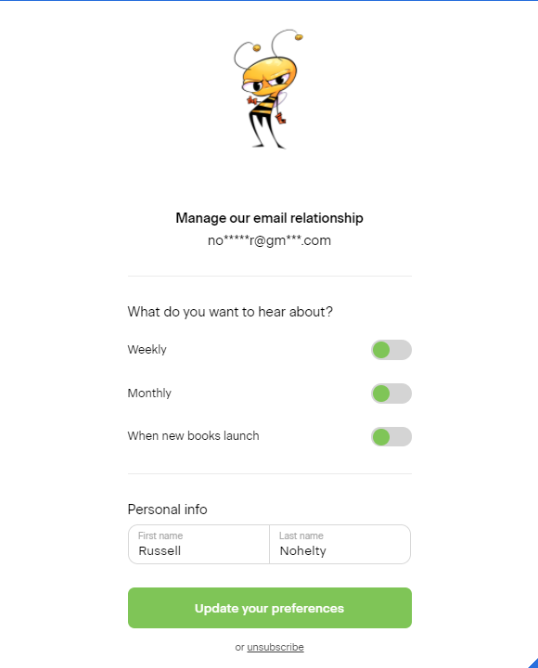 Manage our email relationship
no*****r@gm***.com
What do you want to hear about?
Weekly
Monthly
When new books launch
Personal info
First name
Russell
Last name
Nohelty
Update your preferences
or unsubscribe